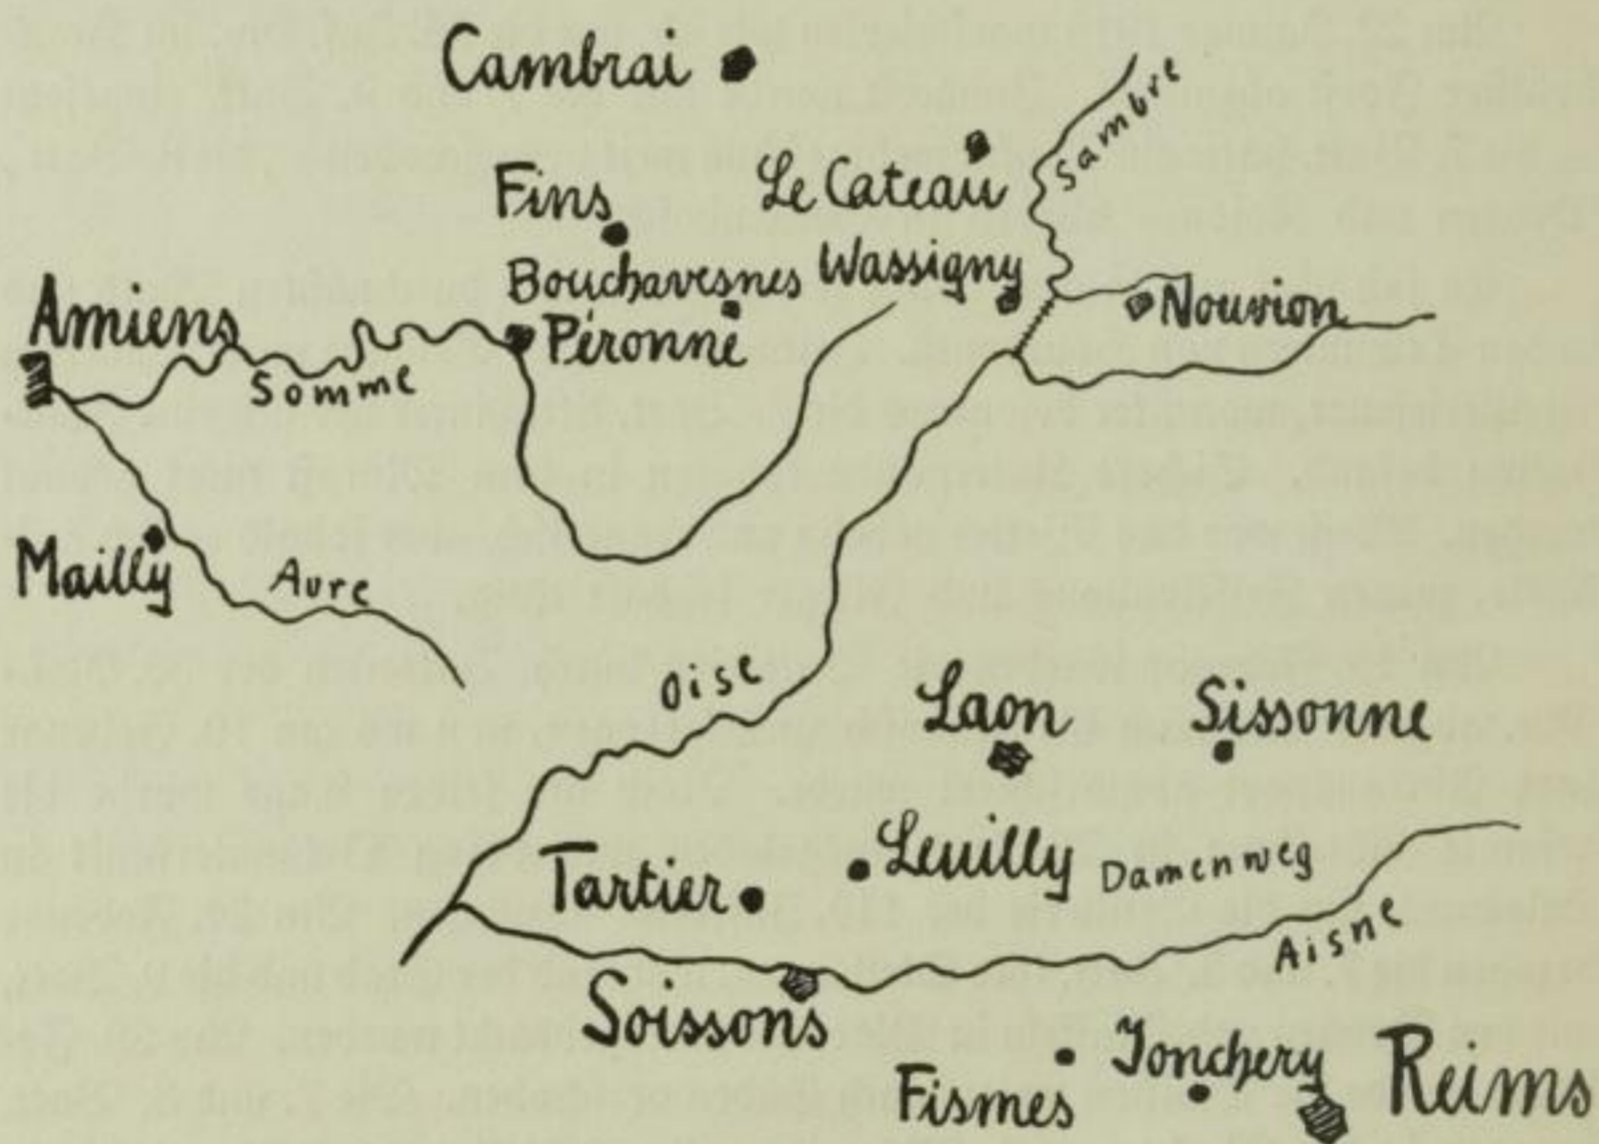 Cambrai
Sambre
Le Cateau
Fins
Bouchavesnes
Wassigny
Amiens
Nouvion
Péronne
Somme
Mailly
Avre
Oise
Laon
Sissonne
Leuilly
Damenweg
Tartier
Aisne
Soissons
Jonchery
Reims
Fismes